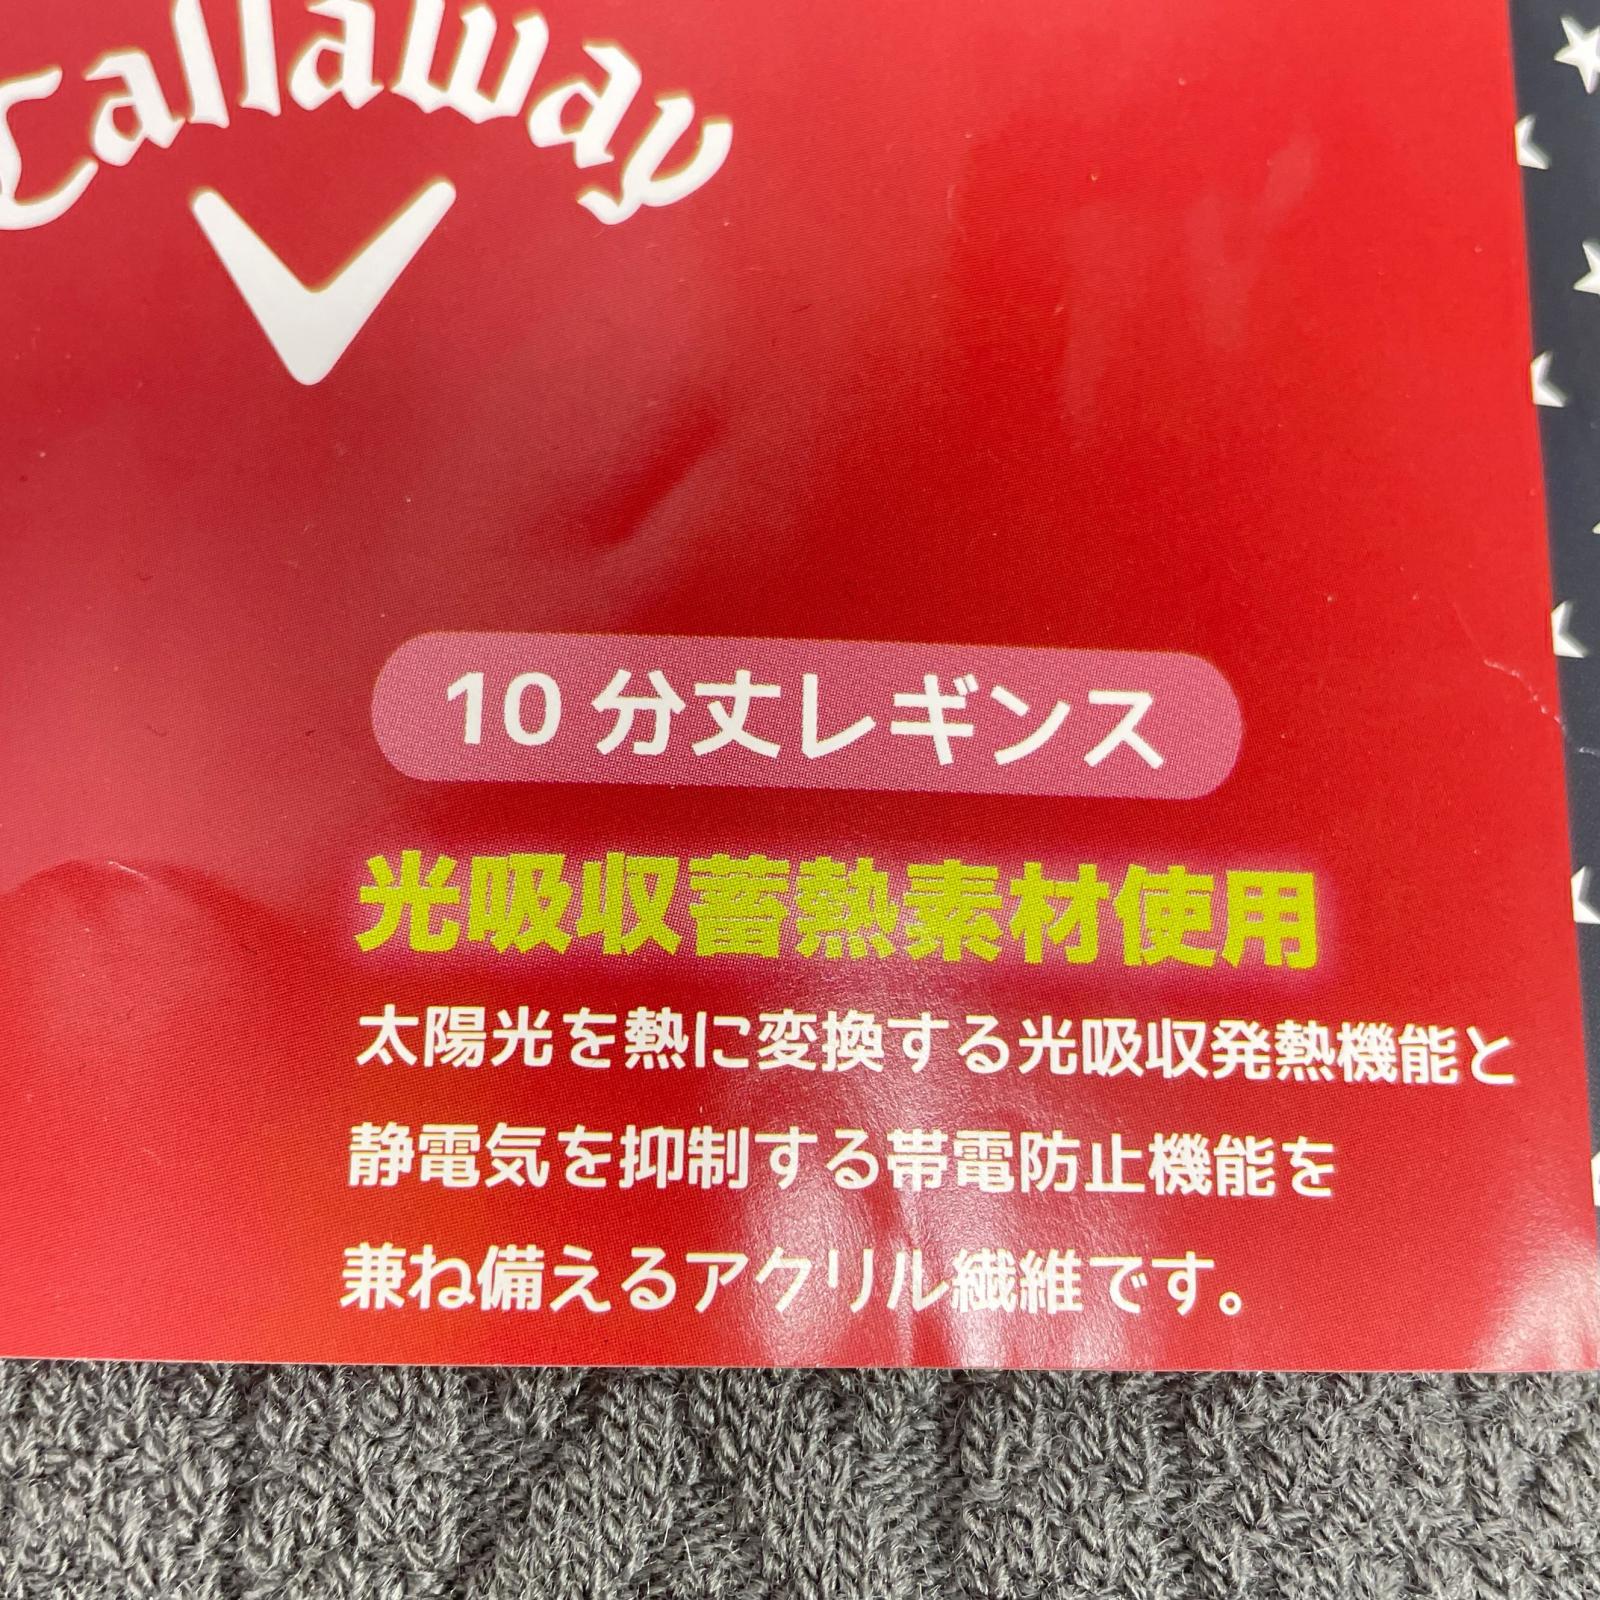 Callaway
10分丈レギンス
光吸収蓄熱素材使用
太陽光を熱に変換する光吸収発熱機能と
静電気を抑制する帯電防止機能を
兼ね備えるアクリル繊維です。